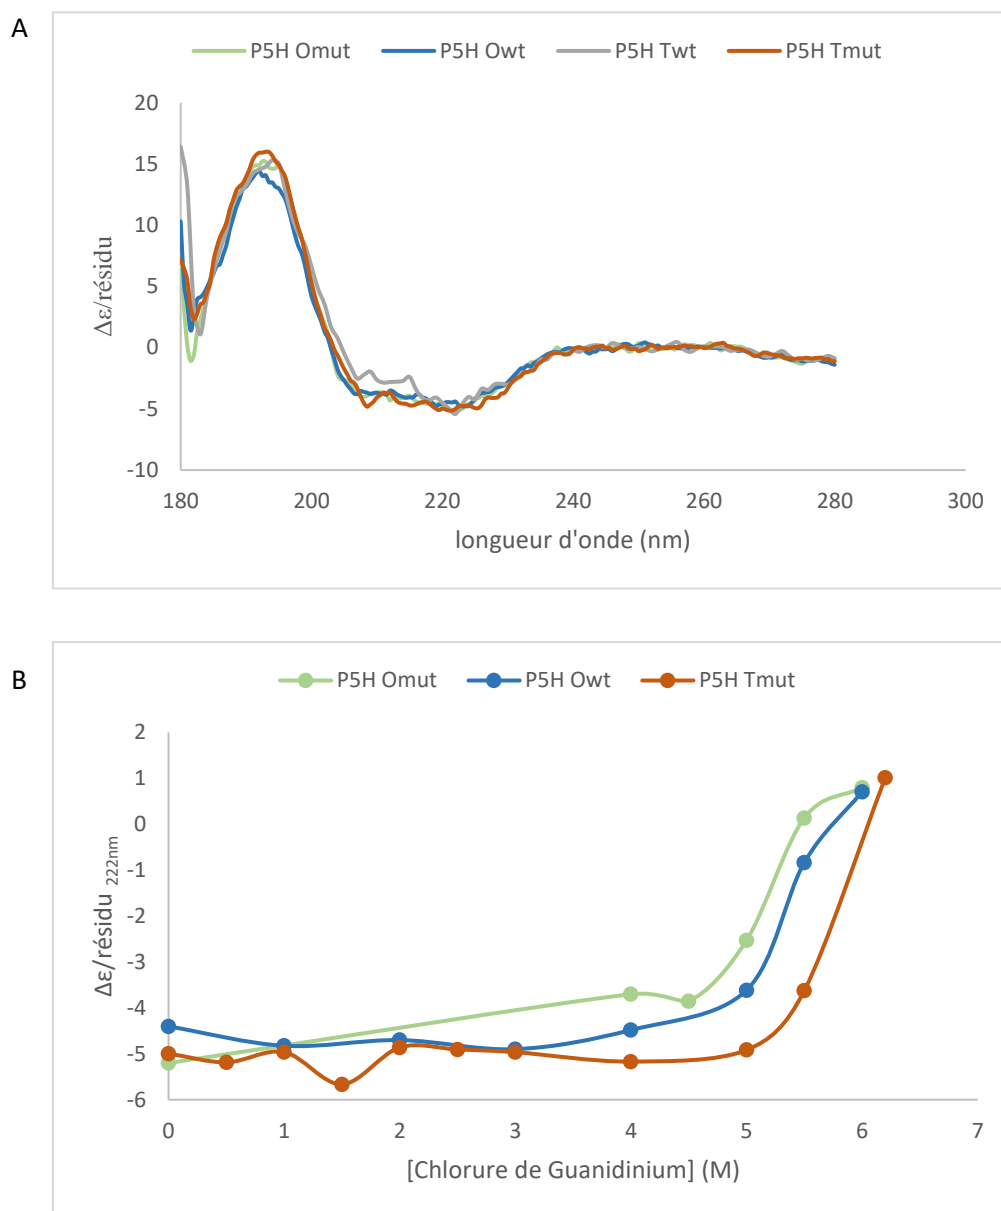 A
P5H Omut P5H Owt P5H Twt P5H Tmut
20
15
10
5
0
-5
-10
Δε/résidu
180 200 220 240 260 280 300
longueur d'onde (nm)
B
P5H Omut P5H Owt P5H Tmut
2
1
0
-1
-2
-3
-4
-5
-6
Δε/résidu 222nm
0 1 2 3 4 5 6 7
[Chlorure de Guanidinium] (M)